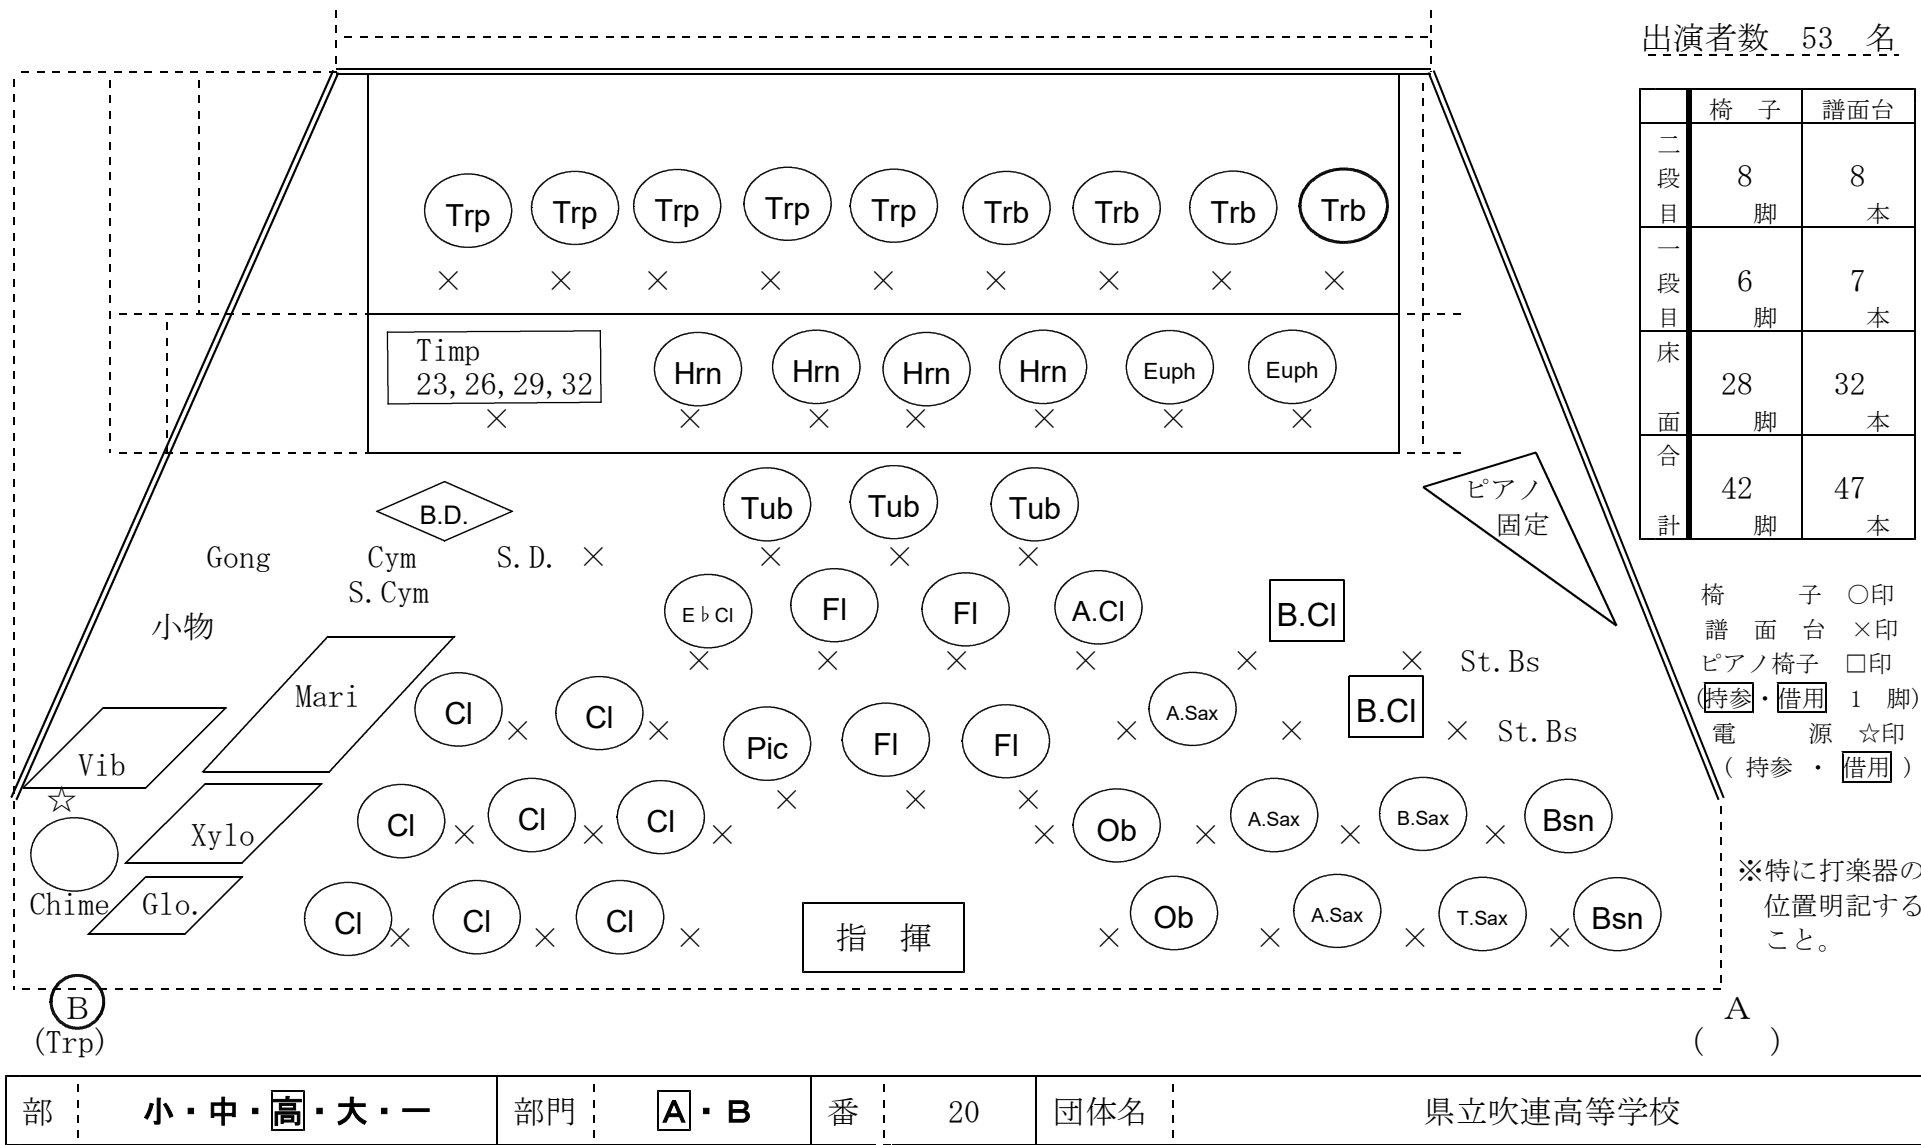 出演者数 53 名
椅 子 譜面台
二段目 8 脚 8 本
一段目 6 脚 7 本
床面 28 脚 32 本
合計 42 脚 47 本
Trp Trp Trp Trp Trp Trb Trb Trb Trb
× × × × × × × × ×
Timp
23,26,29,32
Hrn Hrn Hrn Hrn Euph Euph
× × × × × × ×
Tub Tub Tub
× × ×
ピアノ
固定
B.D.
Gong Cym S.D. ×
S.Cym
小物
E♭Cl Fl Fl A.Cl B.Cl
× × × × × × St.Bs
Mari
Cl × Cl × Pic Fl Fl × A.Sax × B.Cl × St.Bs
Vib
☆
× × ×
Xylo
Cl × Cl × Cl × × Ob × A.Sax × B.Sax × Bsn
Chime
Glo.
Cl × Cl × Cl × 指 揮 × Ob × A.Sax × T.Sax × Bsn
椅 子 ○印
譜 面 台 ×印
ピアノ椅子 □印
(持参・借用 1 脚)
電 源 ☆印
( 持参 ・ 借用 )
※特に打楽器の
位置明記する
こと。
B
(Trp)
A
( )
部 小・中・高・大・一 部門 A・B 番 20 団体名 県立吹連高等学校